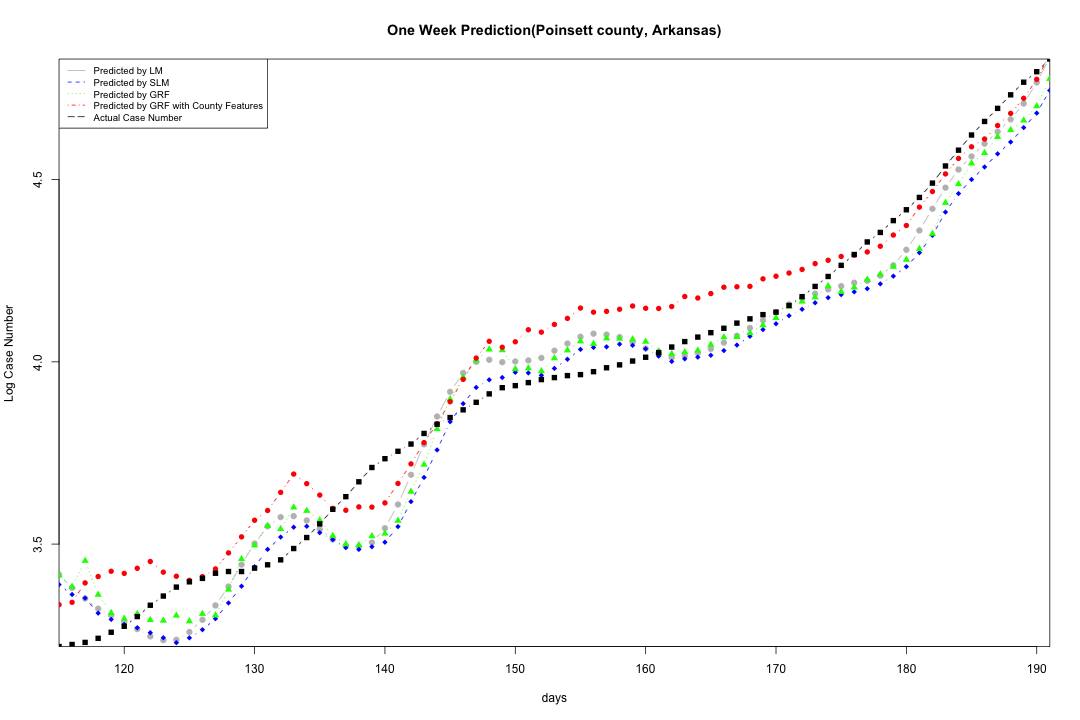 One Week Prediction(Poinsett county, Arkansas)
Predicted by LM
Predicted by SLM
Predicted by GRF
Predicted by GRF with County Features
Actual Case Number
4.5
4.0
3.5
Log Case Number
120 130 140 150 160 170 180 190
days